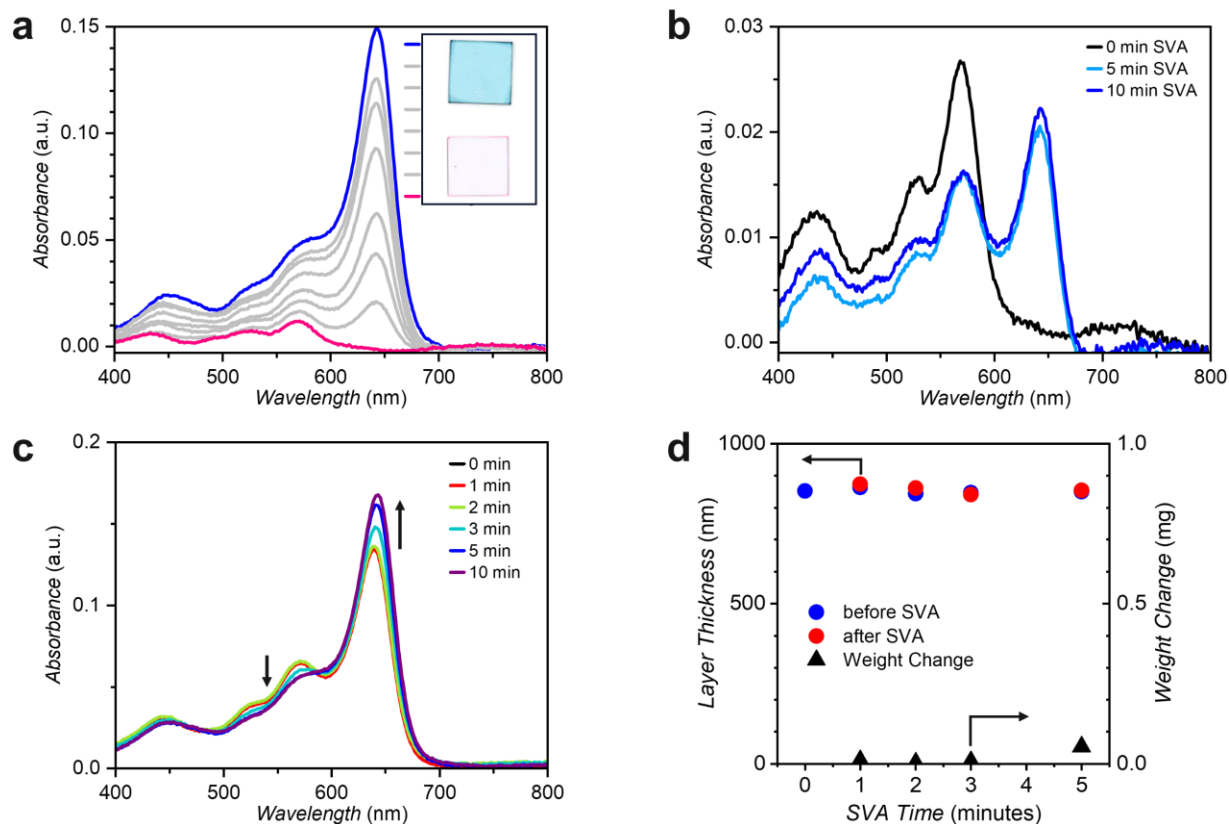 a
0.15
0.10
0.05
0.00
Absorbance (a.u.)
400
500
600
700
800
Wavelength (nm)
b
0.03
0.02
0.01
0.00
Absorbance (a.u.)
0 min SVA
5 min SVA
10 min SVA
400
500
600
700
800
Wavelength (nm)
c
0.2
0.1
0.0
Absorbance (a.u.)
0 min
1 min
2 min
3 min
5 min
10 min
400
500
600
700
800
Wavelength (nm)
d
1000
500
0
Layer Thickness (nm)
before SVA
after SVA
Weight Change
1.0
0.5
0.0
Weight Change (mg)
0
1
2
3
4
5
SVA Time (minutes)